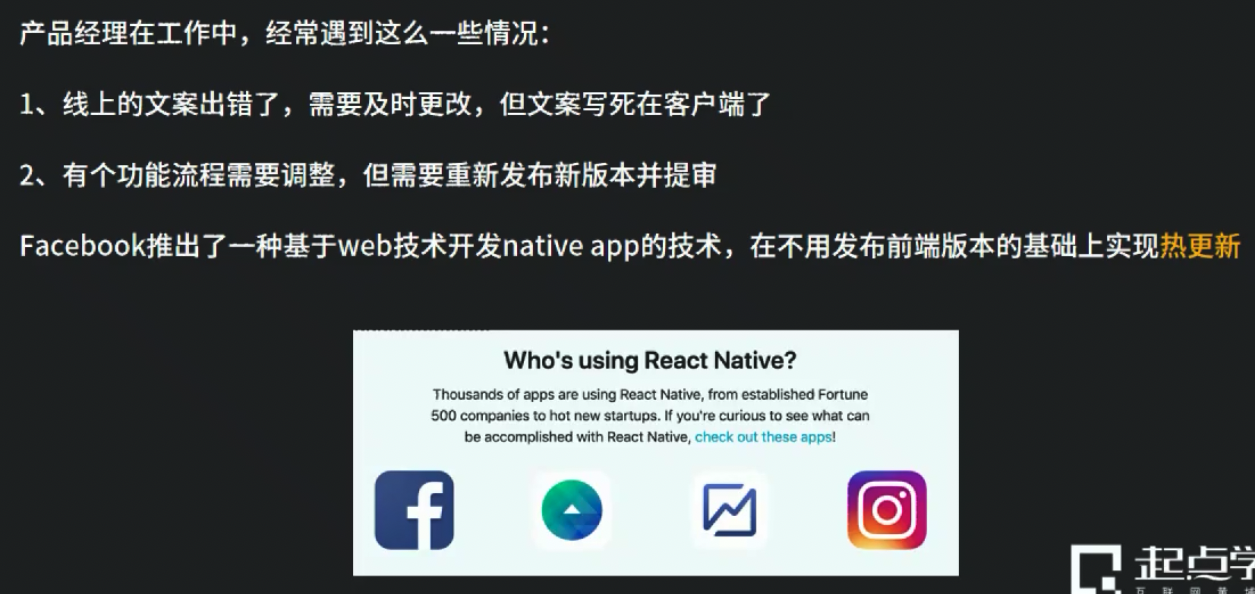 产品经理在工作中，经常遇到这么一些情况：
1、线上的文案出错了，需要及时更改，但文案写死在客户端了
2、有个功能流程需要调整，但需要重新发布新版本并提审
Facebook推出了一种基于web技术开发native app的技术，在不用发布前端版本的基础上实现热更新
Who's using React Native?
Thousands of apps are using React Native, from established Fortune
500 companies to hot new startups. If you're curious to see what can
be accomplished with React Native, check out these apps!
起点学